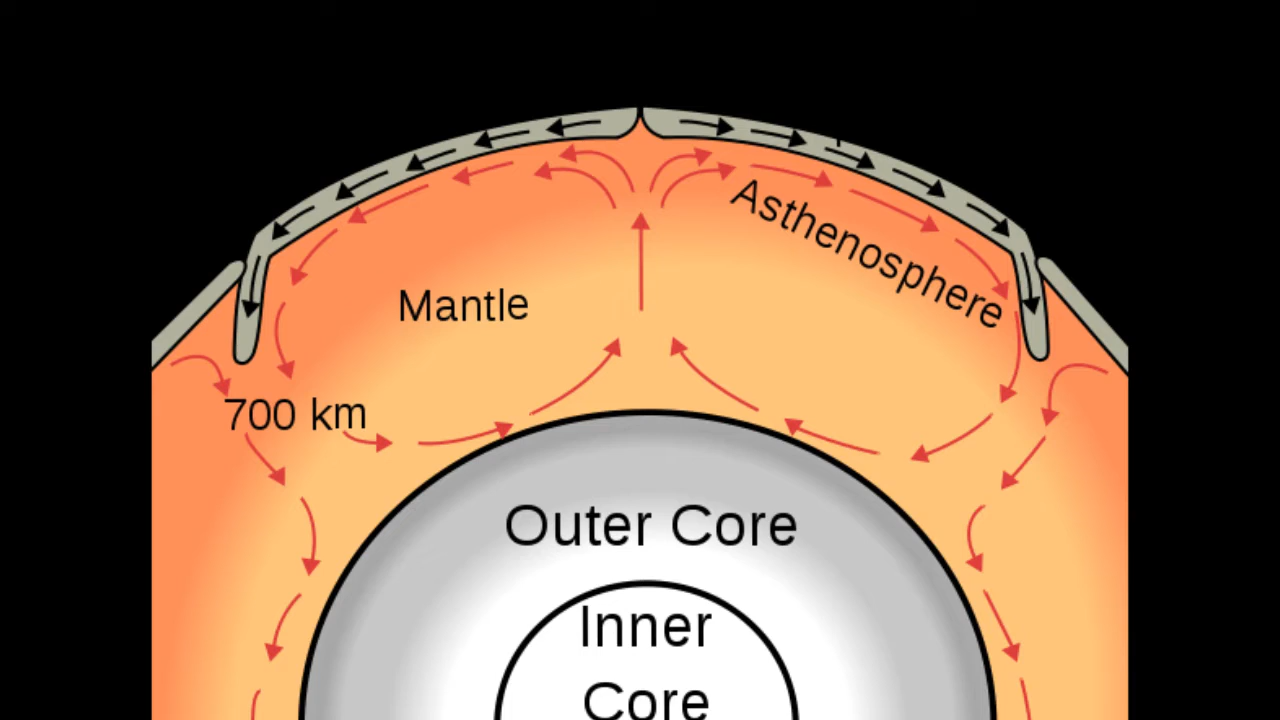 Asthenosphere
Mantle
700 km
Outer Core
Inner
Core